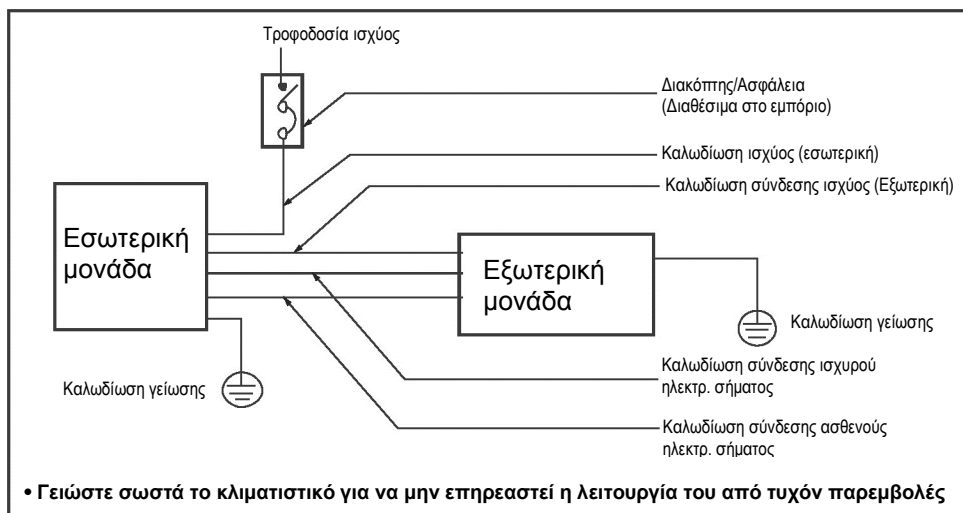 Τροφοδοσία ισχύος
Διακόπτης/Ασφάλεια
(Διαθέσιμα στο εμπόριο)
Καλωδίωση ισχύος (εσωτερική)
Καλωδίωση σύνδεσης ισχύος (Εξωτερική)
Εσωτερική
μονάδα
Εξωτερική
μονάδα
Καλωδίωση γείωσης
Καλωδίωση σύνδεσης ισχυρού
ηλεκτρ. σήματος
Καλωδίωση γείωσης
Καλωδίωση σύνδεσης ασθενούς
ηλεκτρ. σήματος
• Γειώστε σωστά το κλιματιστικό για να μην επηρεαστεί η λειτουργία του από τυχόν παρεμβολές